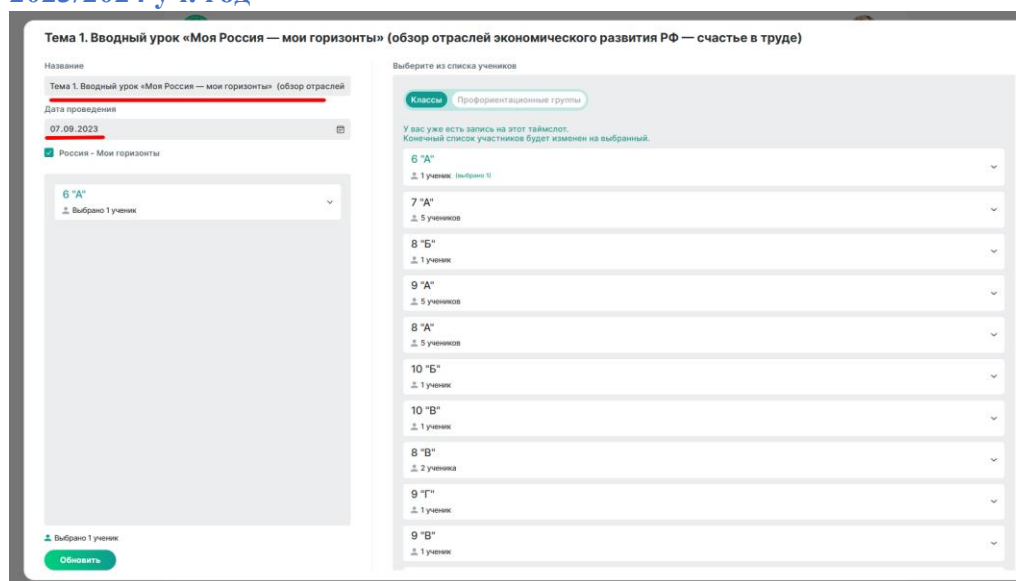 2023/2024 уч. год
Тема 1. Вводный урок «Моя Россия — мои горизонты» (обзор отраслей экономического развития РФ — счастье в труде)
Название
Тема 1. Вводный урок «Моя Россия — мои горизонты» (обзор отраслей
Дата проведения
07.09.2023
Россия - Мои горизонты
6 "А"
Выбрано 1 ученик
Выбрано 1 ученик
Обновить
Выберите из списка учеников
Классы
Профориентационные группы
У вас уже есть запись на этот таймслот.
Конечный список участников будет изменен на выбранный.
6 "А"
1 ученик (выбрано 1)
7 "А"
5 учеников
8 "Б"
1 ученик
9 "А"
5 учеников
8 "А"
5 учеников
10 "Б"
1 ученик
10 "В"
1 ученик
8 "В"
2 ученика
9 "Г"
1 ученик
9 "В"
1 ученик